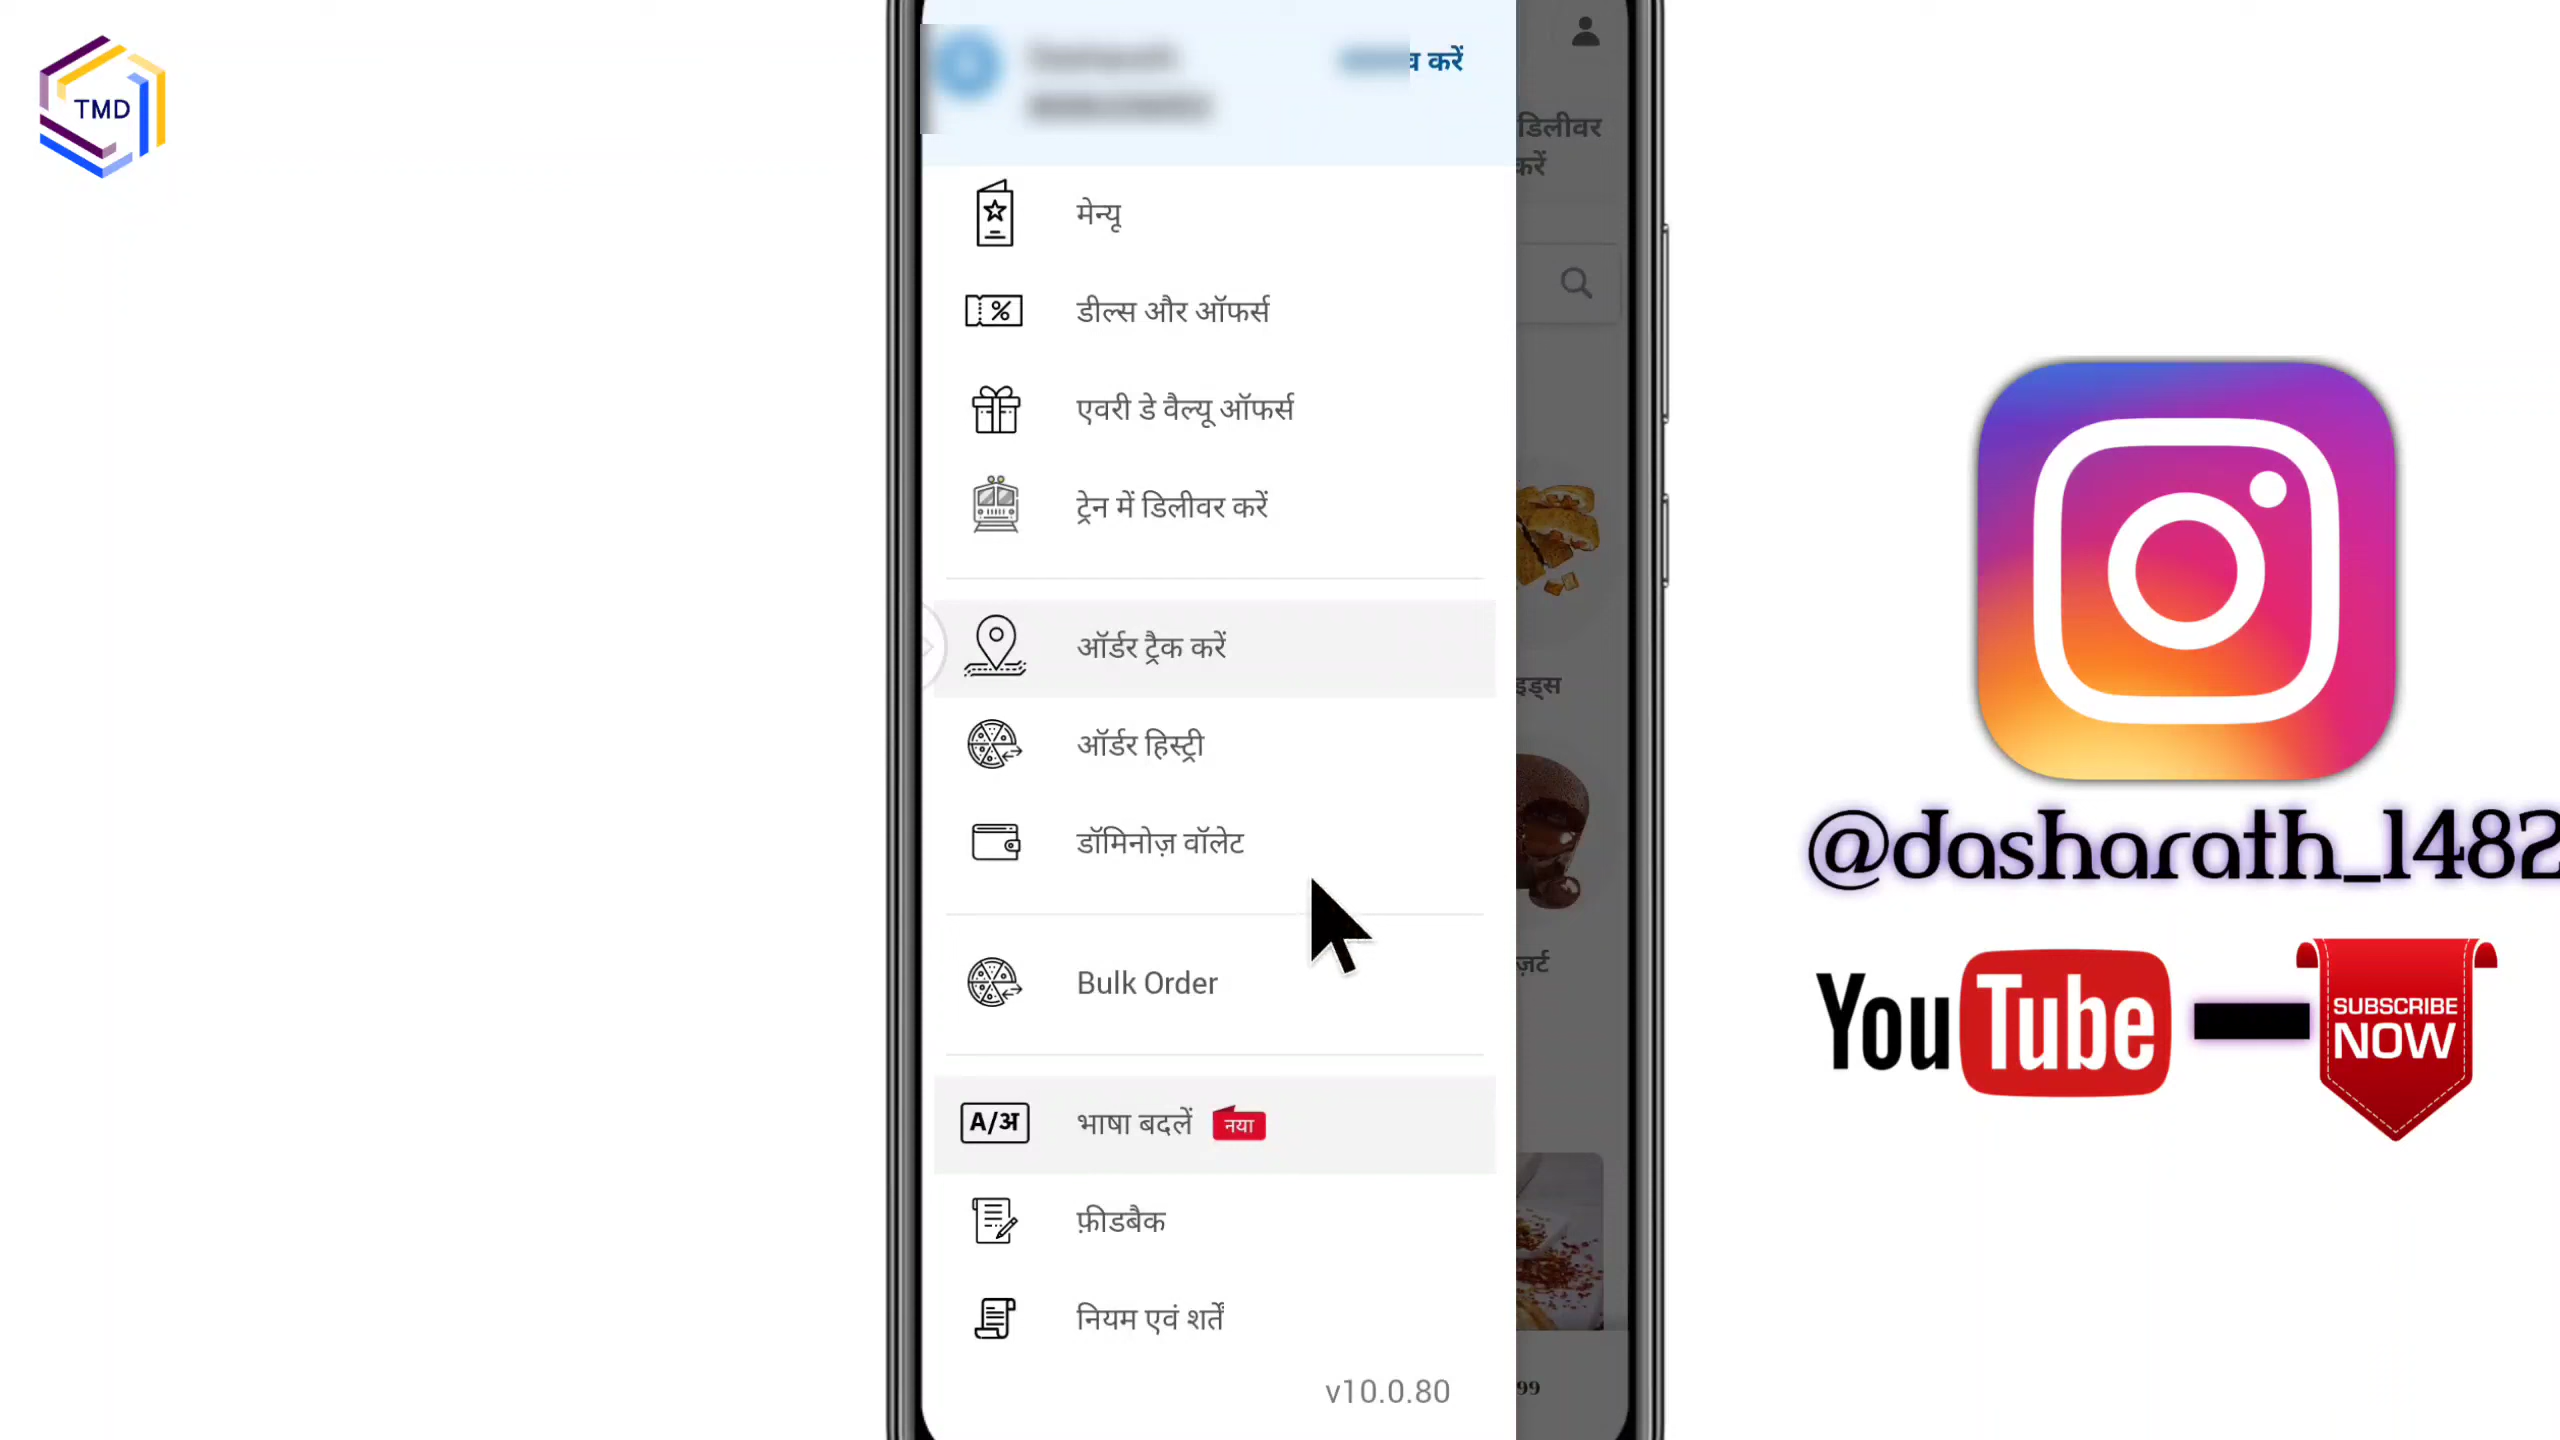 TMD
करें
मेन्यू
डील्स और ऑफर्स
एवरी डे वैल्यू ऑफर्स
ट्रेन में डिलीवर करें
ऑर्डर ट्रैक करें
ऑर्डर हिस्ट्री
डॉमिनोज़ वॉलेट
Bulk Order
A/अ भाषा बदलें नया
फ़ीडबैक
नियम एवं शर्तें
v10.0.80
डिलीवर
करें
99
@dasharath_1482
YouTube
SUBSCRIBE
NOW